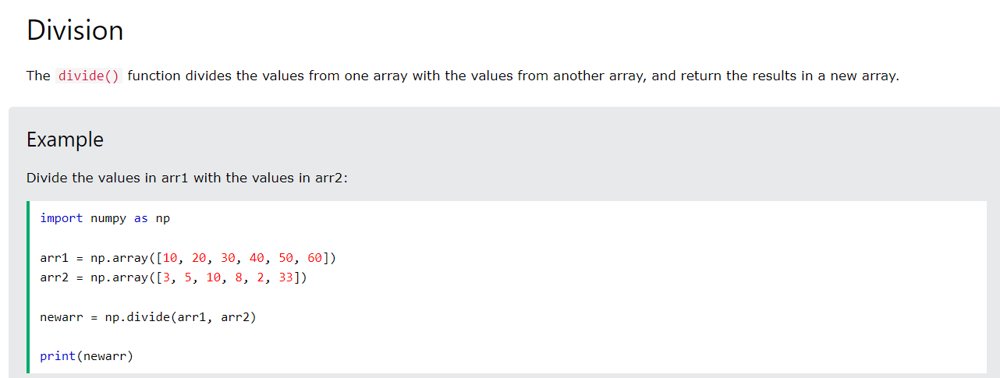 Division
The divide() function divides the values from one array with the values from another array, and return the results in a new array.
Example
Divide the values in arr1 with the values in arr2:
import numpy as np
arr1 = np.array([10, 20, 30, 40, 50, 60])
arr2 = np.array([3, 5, 10, 8, 2, 33])
newarr = np.divide(arr1, arr2)
print(newarr)